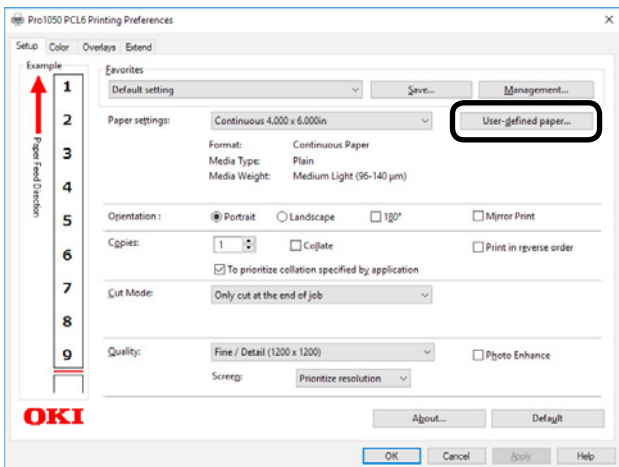 Pro1050 PCL6 Printing Preferences
Setup Color Overlays Extend
Example
Paper Feed Direction
1
2
3
4
5
6
7
8
9
OKI
Favorites
Default setting Save... Management...
Paper settings: Continuous 4.000 x 6.000in User-defined paper...
Format: Continuous Paper
Media Type: Plain
Media Weight: Medium Light (96-140 µm)
Orientation : Portrait Landscape 180° Mirror Print
Copies: 1 Collate Print in reverse order
To prioritize collation specified by application
Cut Mode: Only cut at the end of job
Quality: Fine / Detail (1200 x 1200) Photo Enhance
Screen: Prioritize resolution
About... Default
OK Cancel Apply Help